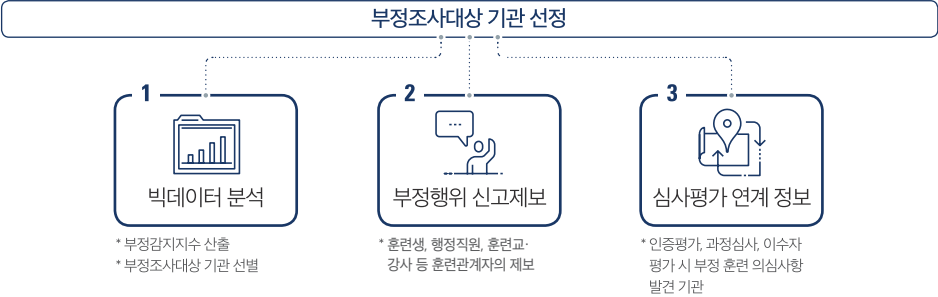 부정조사대상 기관 선정
1
빅데이터 분석
* 부정감지지수 산출
* 부정조사대상 기관 선별
2
부정행위 신고제보
* 훈련생, 행정직원, 훈련교·
강사 등 훈련관계자의 제보
3
심사평가 연계 정보
* 인증평가, 과정심사, 이수자
평가 시 부정 훈련 의심사항
발견 기관